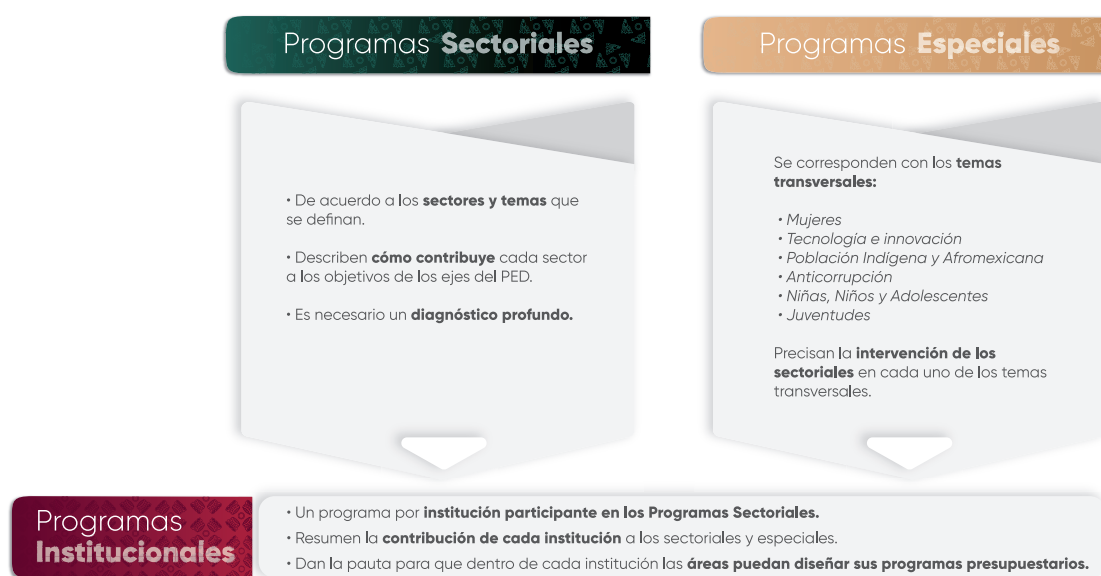 Programas Sectoriales
• De acuerdo a los sectores y temas que
se definan.
• Describen cómo contribuye cada sector
a los objetivos de los ejes del PED.
• Es necesario un diagnóstico profundo.
Programas Especiales
Se corresponden con los temas
transversales:
• Mujeres
• Tecnología e innovación
• Población Indígena y Afromexicana
• Anticorrupción
• Niñas, Niños y Adolescentes
• Juventudes
Precisan la intervención de los
sectoriales en cada uno de los temas
transversales.
Programas
Institucionales
• Un programa por institución participante en los Programas Sectoriales.
• Resumen la contribución de cada institución a los sectoriales y especiales.
• Dan la pauta para que dentro de cada institución las áreas puedan diseñar sus programas presupuestarios.